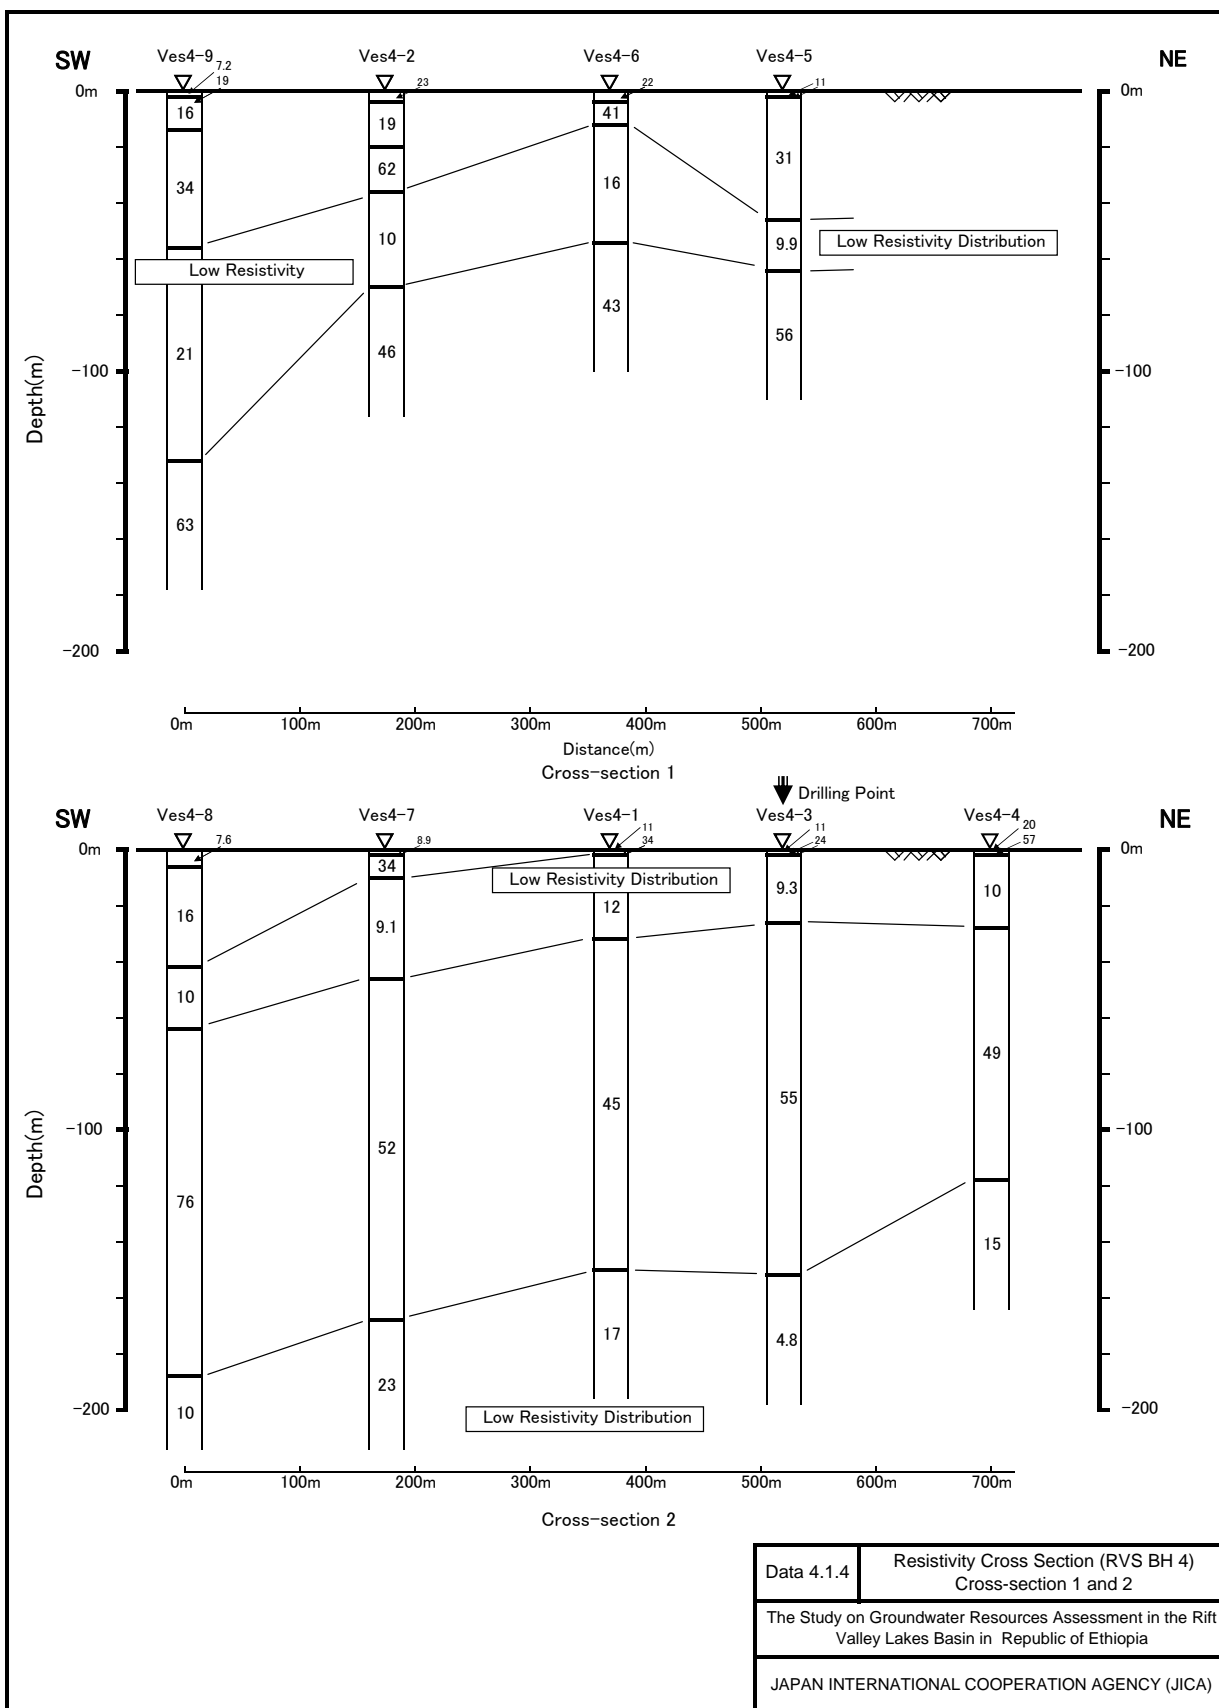 SW Ves4-9 Ves4-2 Ves4-6 Ves4-5 NE
7.2
19 23 22 11
0m 0m
16 19 41
34 62 16 31
10 9.9
Low Resistivity
Low Resistivity Distribution
21 46 43 56
-100 -100
Depth(m)
63
-200 -200
0m 100m 200m 300m 400m 500m 600m 700m
Distance(m)
Cross-section 1
Drilling Point
SW Ves4-8 Ves4-7 Ves4-1 Ves4-3 Ves4-4 NE
7.6 8.9 11 11 20
34 24 57
0m 0m
34
Low Resistivity Distribution
16 9.1 12 9.3 10
10
76 52 45 55 49
-100 -100
Depth(m)
10 23 17 4.8 15
-200 -200
Low Resistivity Distribution
0m 100m 200m 300m 400m 500m 600m 700m
Cross-section 2
Data 4.1.4
Resistivity Cross Section (RVS BH 4)
Cross-section 1 and 2
The Study on Groundwater Resources Assessment in the Rift
Valley Lakes Basin in Republic of Ethiopia
JAPAN INTERNATIONAL COOPERATION AGENCY (JICA)